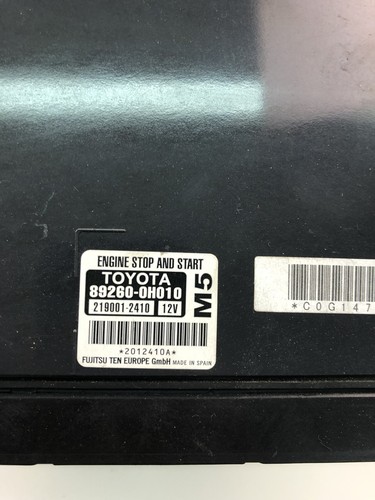 ENGINE STOP AND START
TOYOTA
89260-0H010
219001-2410 12V
M5
*2012410A*
FUJITSU TEN EUROPE GmbH MADE IN SPAIN
*C0G147